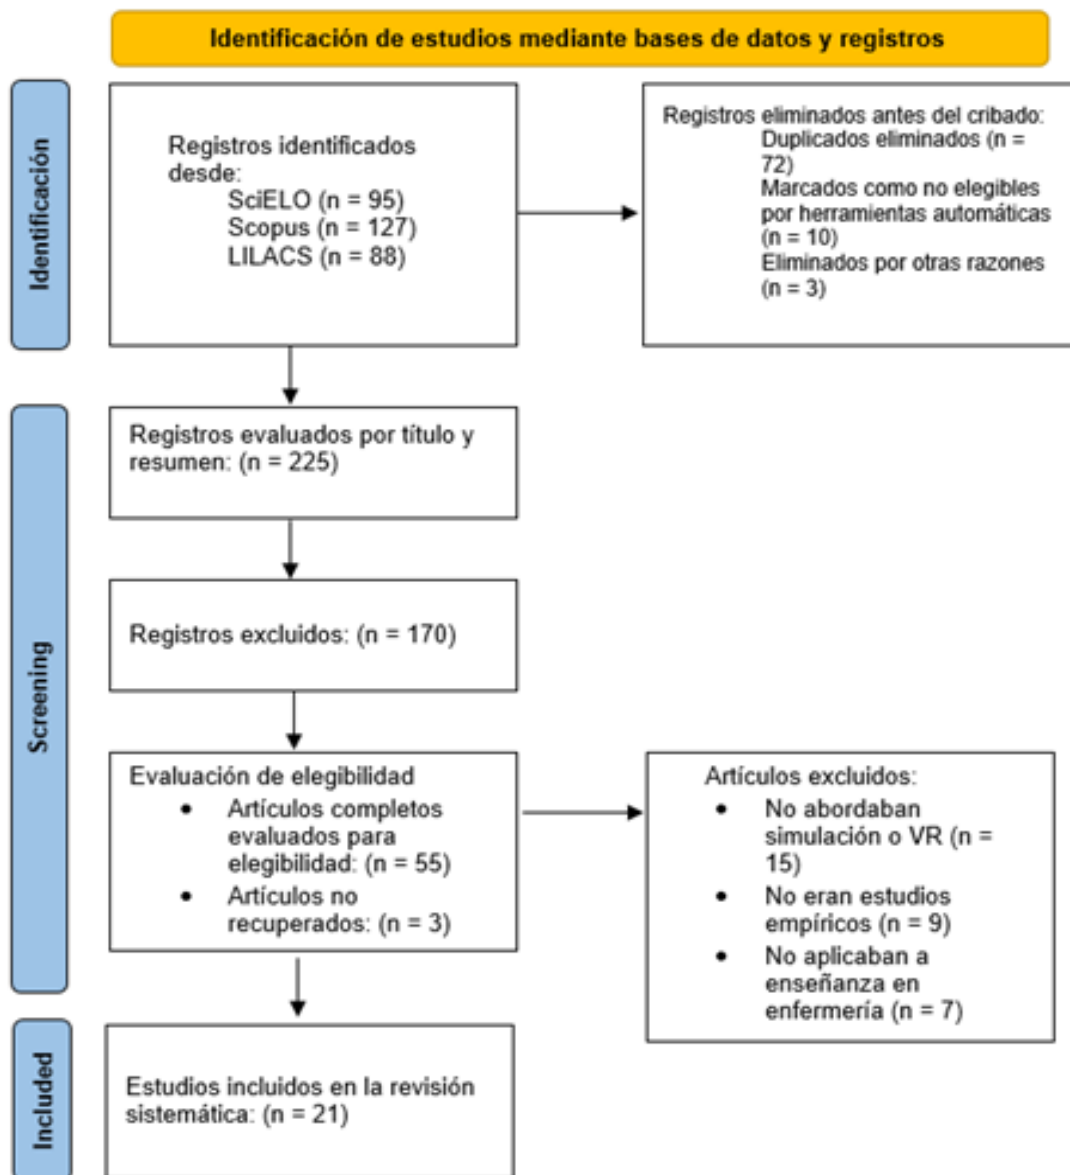 Identificación de estudios mediante bases de datos y registros
Identificación
Registros identificados
desde:
SciELO (n = 95)
Scopus (n = 127)
LILACS (n = 88)
Registros eliminados antes del cribado:
Duplicados eliminados (n =
72)
Marcados como no elegibles
por herramientas automáticas
(n = 10)
Eliminados por otras razones
(n = 3)
Screening
Registros evaluados por título y
resumen: (n = 225)
Registros excluidos: (n = 170)
Evaluación de elegibilidad
• Artículos completos
evaluados para
elegibilidad: (n = 55)
• Artículos no
recuperados: (n = 3)
Artículos excluidos:
• No abordaban
simulación o VR (n =
15)
• No eran estudios
empíricos (n = 9)
• No aplicaban a
enseñanza en
enfermería (n = 7)
Included
Estudios incluidos en la revisión
sistemática: (n = 21)